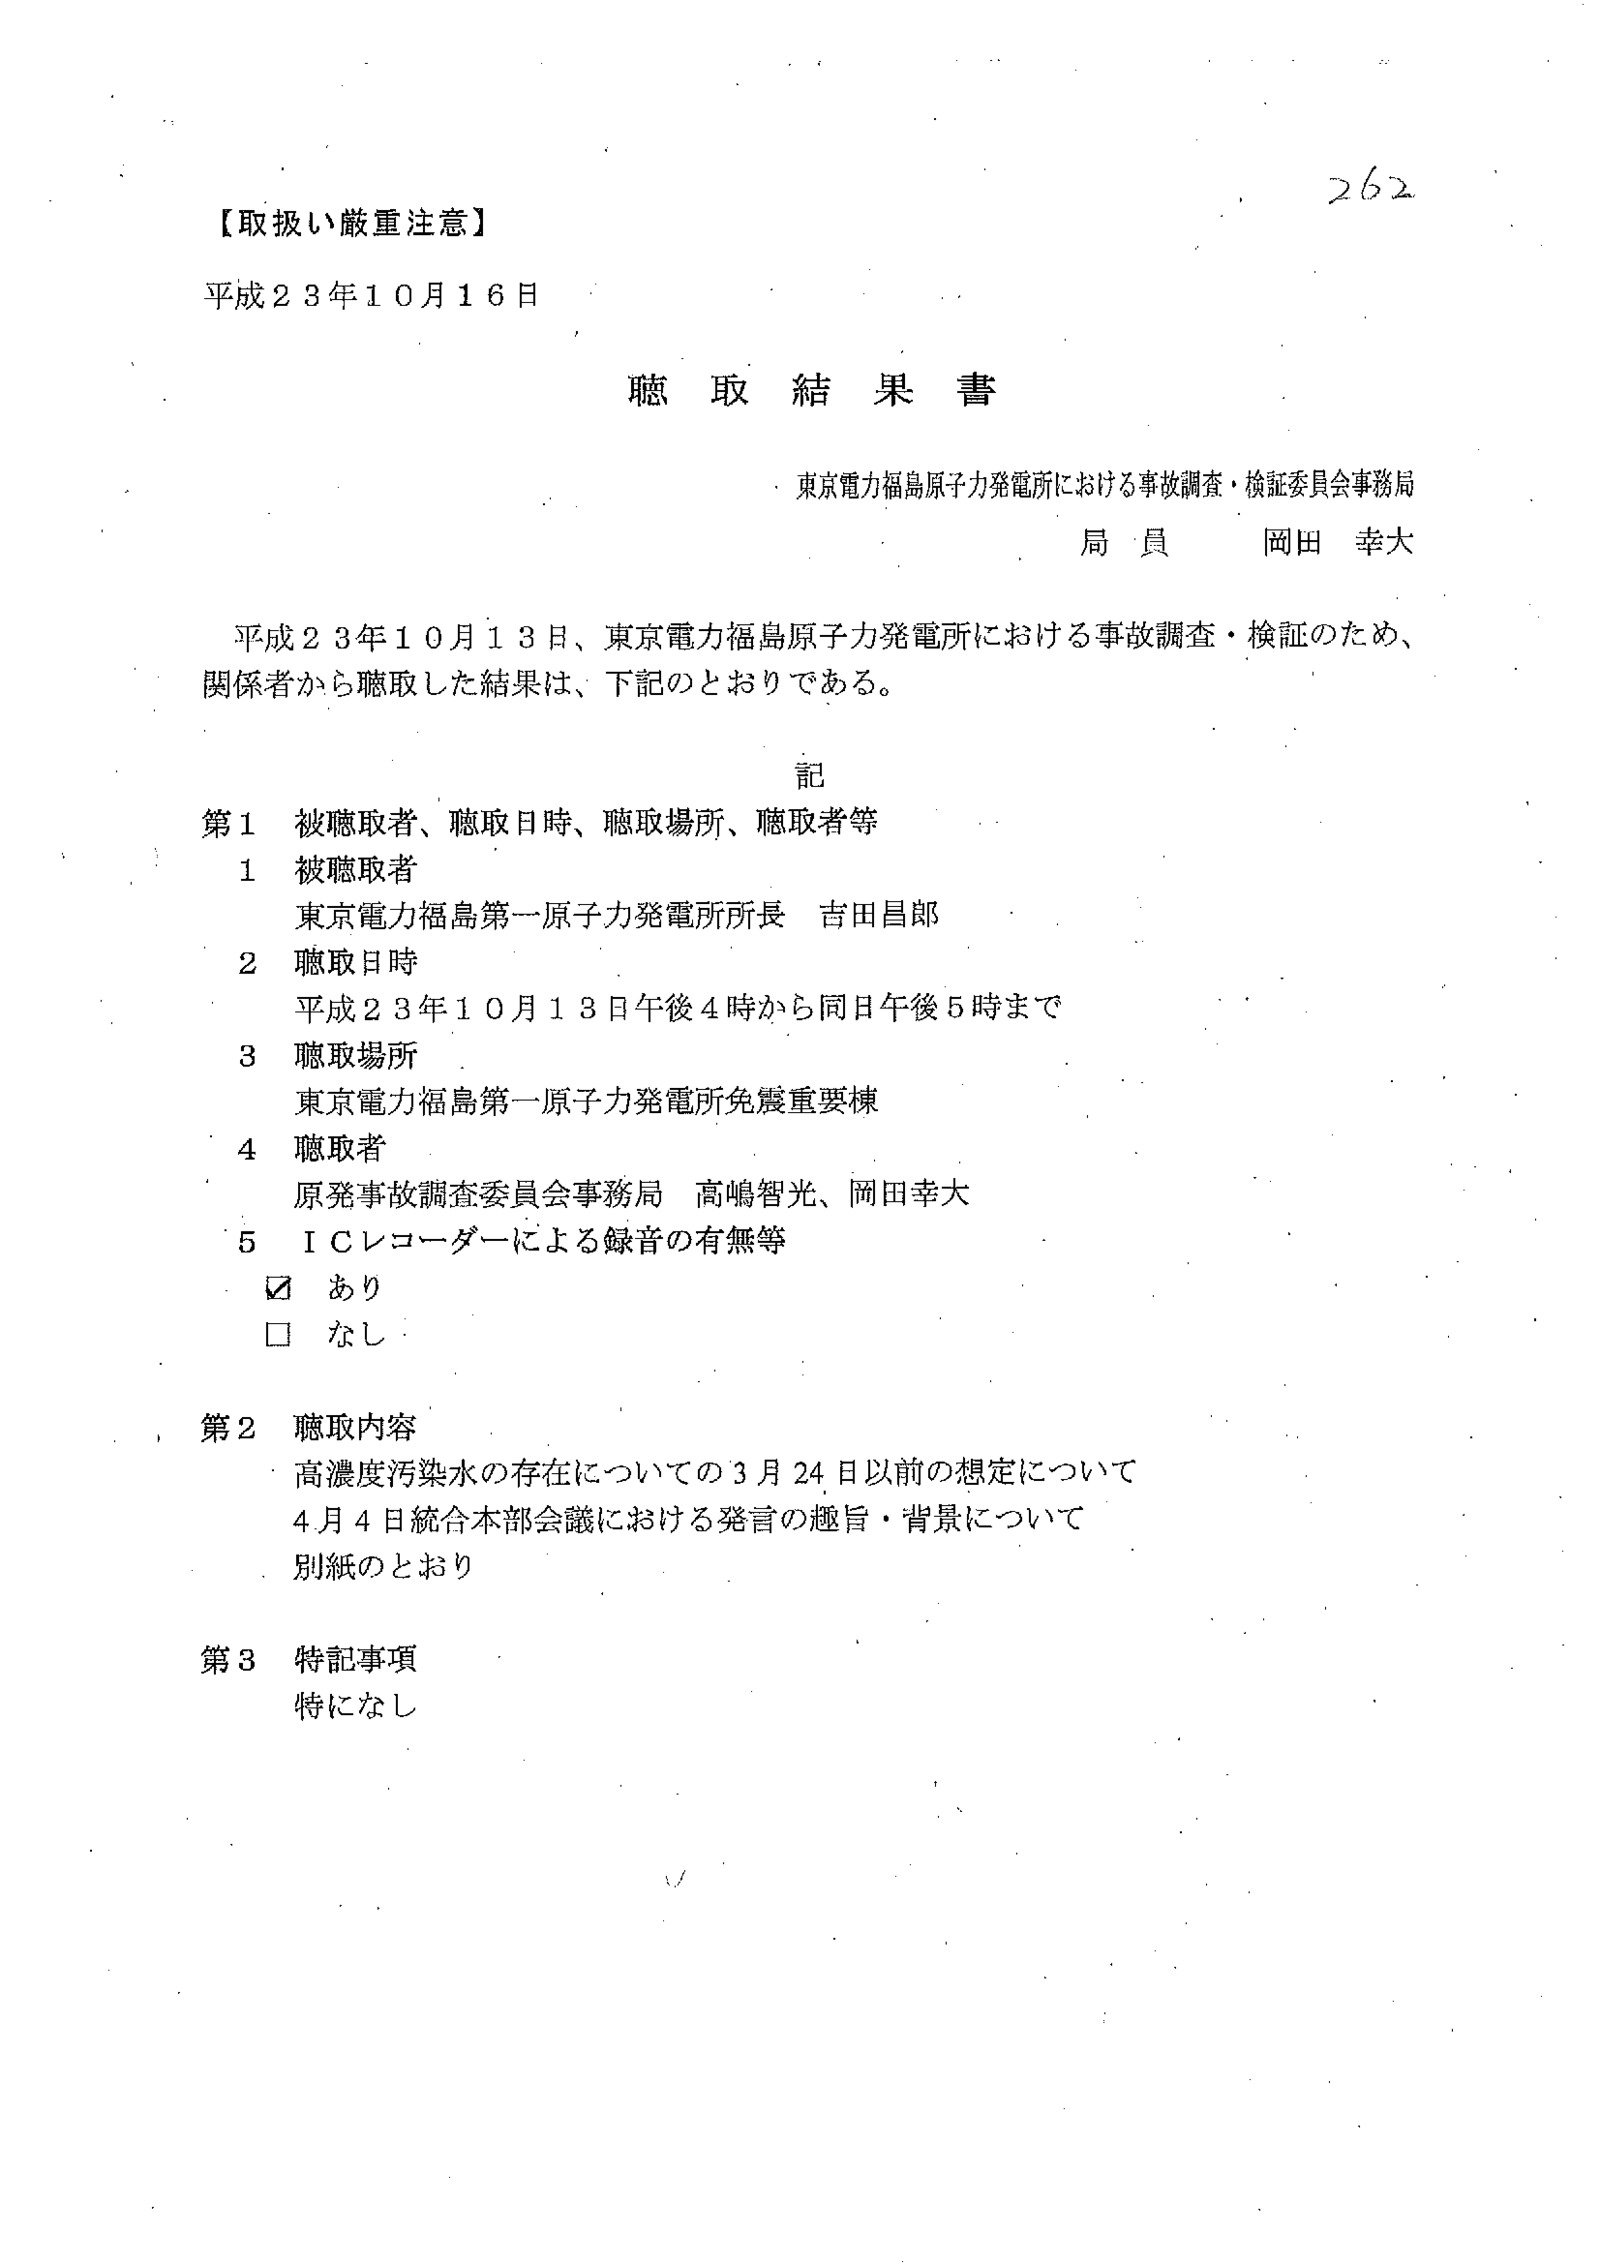 262
【取扱い厳重注意】
平成23年10月16日
聴取結果書
東京電力福島原子力発電所における事故調査・検証委員会事務局
局　員　　　岡田　幸大
平成23年10月13日、東京電力福島原子力発電所における事故調査・検証のため、
関係者から聴取した結果は、下記のとおりである。
記
第1　被聴取者、聴取日時、聴取場所、聴取者等
1　被聴取者
東京電力福島第一原子力発電所所長　吉田昌郎
2　聴取日時
平成23年10月13日午後4時から同日午後5時まで
3　聴取場所
東京電力福島第一原子力発電所免震重要棟
4　聴取者
原発事故調査委員会事務局　高嶋智光、岡田幸大
5　ICレコーダーによる録音の有無等
☑　あり
□　なし
第2　聴取内容
高濃度汚染水の存在についての3月24日以前の想定について
4月4日統合本部会議における発言の趣旨・背景について
別紙のとおり
第3　特記事項
特になし